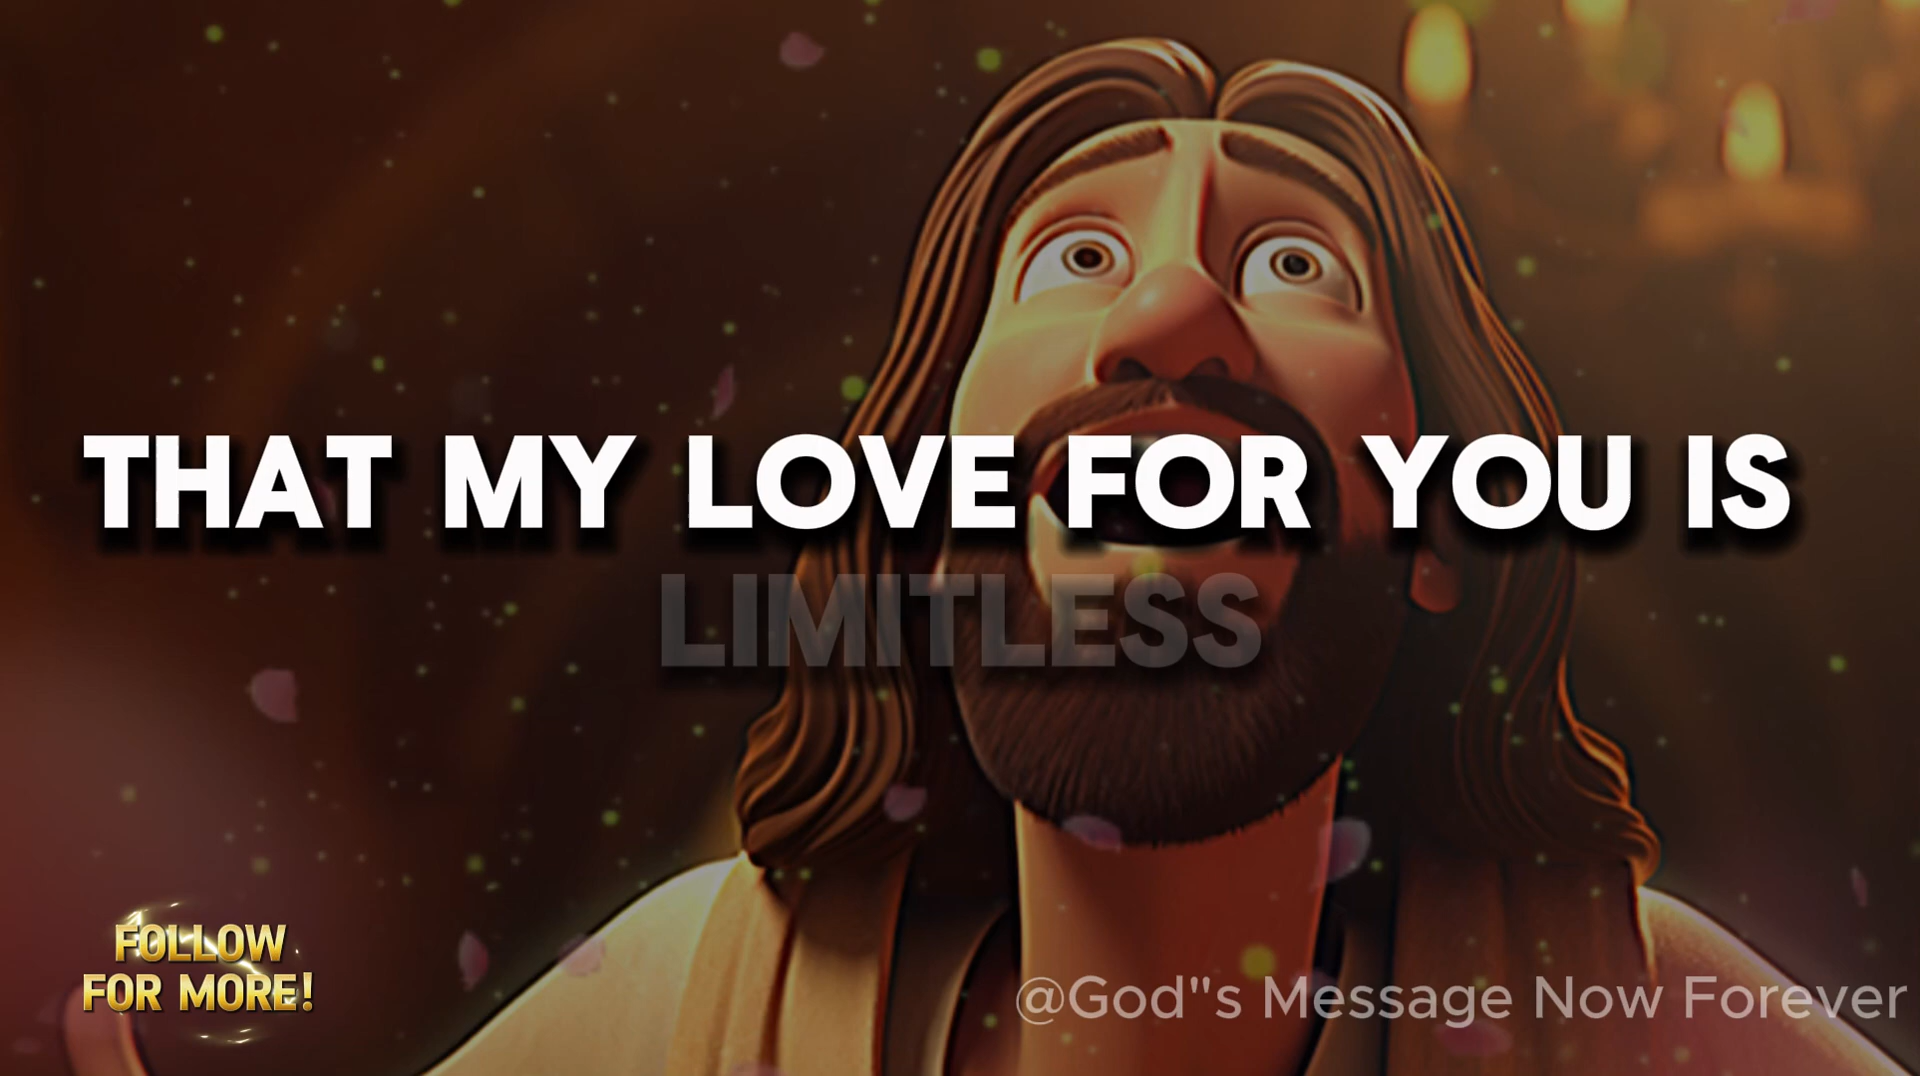 THAT MY LOVE FOR YOU IS
LIMITLESS
FOLLOW
FOR MORE!
@God"s Message Now Forever